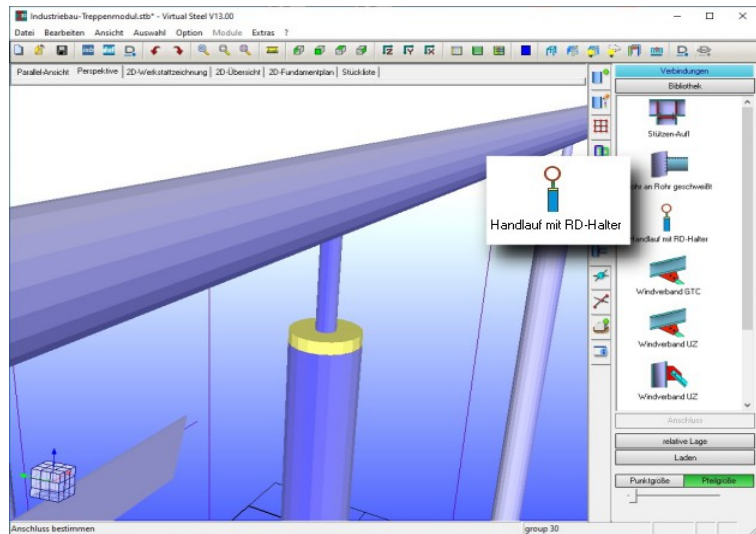 Industriebau-Treppenmodul.stb* - Virtual Steel V13.00
Datei Bearbeiten Ansicht Auswahl Option Module Extras ?
Parallel-Ansicht Perspektive 2D-Werkstattzeichnung 2D-Übersicht 2D-Fundamentplan Stückliste
Verbindungen
Bibliothek
Stützen-Aufl
ohr an Rohr geschweißt
Handlauf mit RD-Halter
Handlauf mit RD-Halter
Windverband GTC
Windverband UZ
Windverband UZ
Anschluss
relative Lage
Laden
Punktgröße Pfeilgröße
Anschluss bestimmen group 30